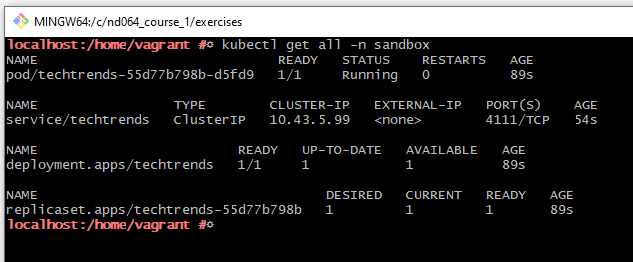 MINGW64:/c/nd064_course_1/exercises
localhost:/home/vagrant #¤ kubectl get all -n sandbox
NAME READY STATUS RESTARTS AGE
pod/techtrends-55d77b798b-d5fd9 1/1 Running 0 89s
NAME TYPE CLUSTER-IP EXTERNAL-IP PORT(S) AGE
service/techtrends ClusterIP 10.43.5.99 <none> 4111/TCP 54s
NAME READY UP-TO-DATE AVAILABLE AGE
deployment.apps/techtrends 1/1 1 1 89s
NAME DESIRED CURRENT READY AGE
replicaset.apps/techtrends-55d77b798b 1 1 1 89s
localhost:/home/vagrant #¤